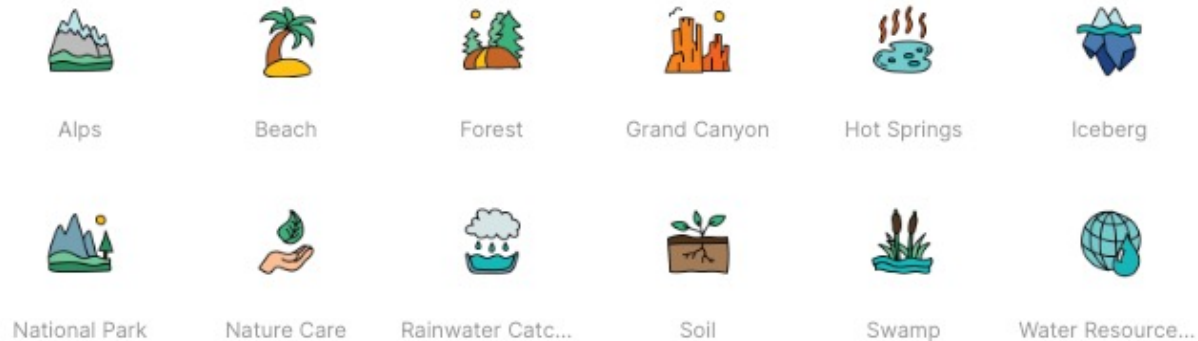 Alps
Beach
Forest
Grand Canyon
Hot Springs
Iceberg
National Park
Nature Care
Rainwater Catc...
Soil
Swamp
Water Resource...